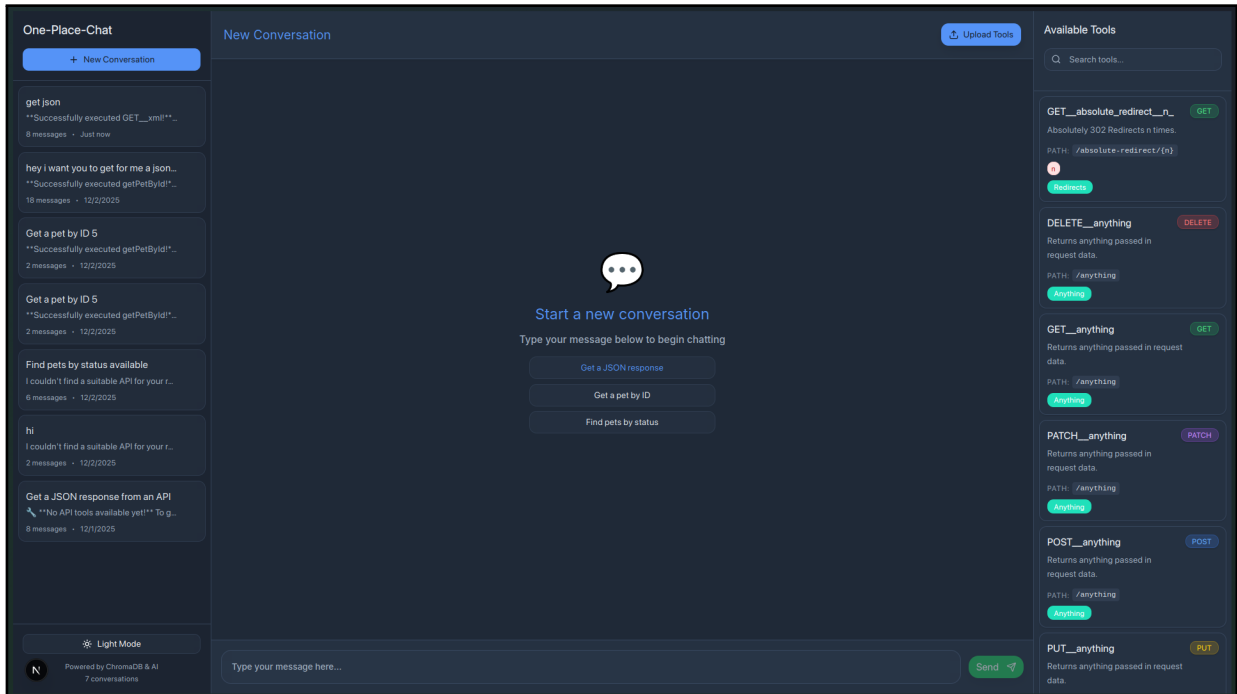 One-Place-Chat
+ New Conversation
get json
**Successfully executed GET__xml!**...
8 messages • Just now
hey i want you to get for me a json...
**Successfully executed getPetById!*...
18 messages • 12/2/2025
Get a pet by ID 5
**Successfully executed getPetById!*...
2 messages • 12/2/2025
Get a pet by ID 5
**Successfully executed getPetById!*...
2 messages • 12/2/2025
Find pets by status available
I couldn't find a suitable API for your r...
6 messages • 12/2/2025
hi
I couldn't find a suitable API for your r...
2 messages • 12/2/2025
Get a JSON response from an API
🔧 **No API tools available yet!** To g...
8 messages • 12/1/2025
Light Mode
N
Powered by ChromaDB & AI
7 conversations
New Conversation
Upload Tools
Start a new conversation
Type your message below to begin chatting
Get a JSON response
Get a pet by ID
Find pets by status
Type your message here...
Send
Available Tools
Search tools...
GET__absolute_redirect__n_ GET
Absolutely 302 Redirects n times.
PATH: /absolute-redirect/{n}
n
Redirects
DELETE__anything DELETE
Returns anything passed in
request data.
PATH: /anything
Anything
GET__anything GET
Returns anything passed in request
data.
PATH: /anything
Anything
PATCH__anything PATCH
Returns anything passed in
request data.
PATH: /anything
Anything
POST__anything POST
Returns anything passed in
request data.
PATH: /anything
Anything
PUT__anything PUT
Returns anything passed in request
data.